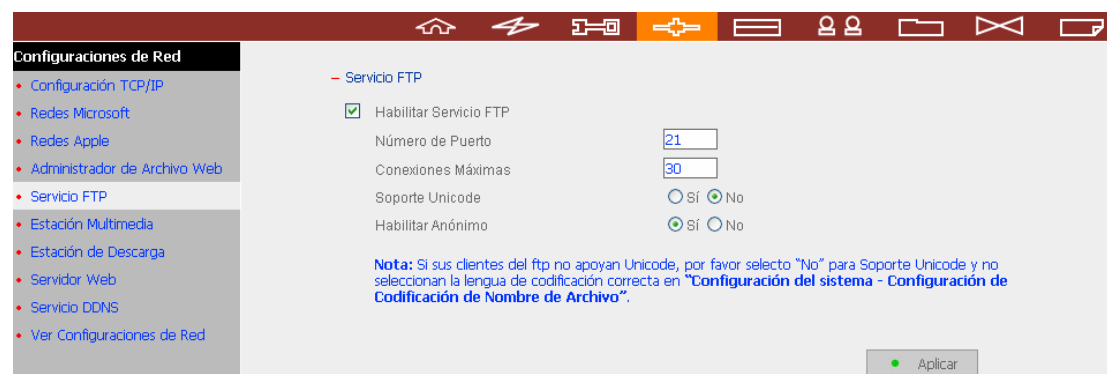 Configuraciones de Red
Configuración TCP/IP
Redes Microsoft
Redes Apple
Administrador de Archivo Web
Servicio FTP
Estación Multimedia
Estación de Descarga
Servidor Web
Servicio DDNS
Ver Configuraciones de Red
– Servicio FTP
Habilitar Servicio FTP
Número de Puerto 21
Conexiones Máximas 30
Soporte Unicode Sí No
Habilitar Anónimo Sí No
Nota: Si sus clientes del ftp no apoyan Unicode, por favor selecto "No" para Soporte Unicode y no
seleccionan la lengua de codificación correcta en "Configuración del sistema - Configuración de
Codificación de Nombre de Archivo".
Aplicar